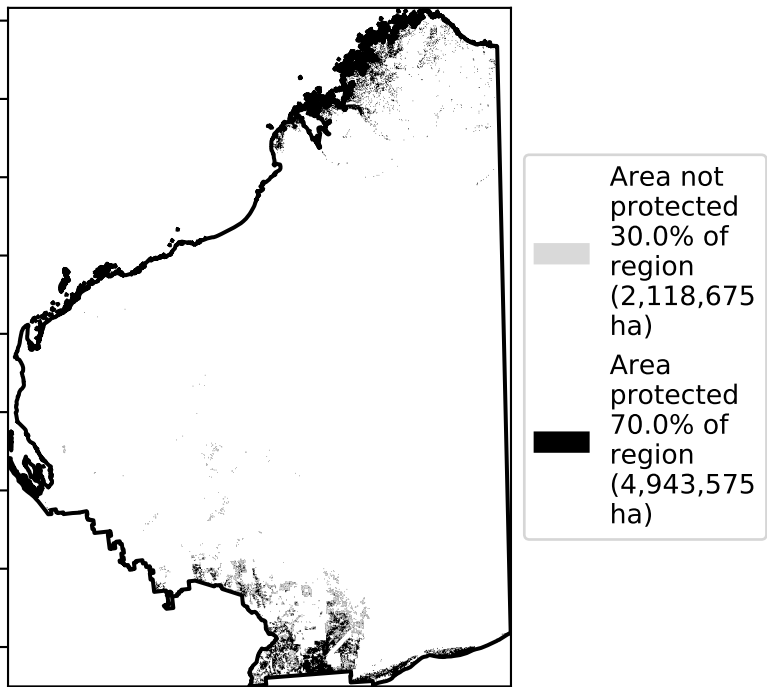 Area not
protected
30.0% of
region
(2,118,675
ha)
Area
protected
70.0% of
region
(4,943,575
ha)